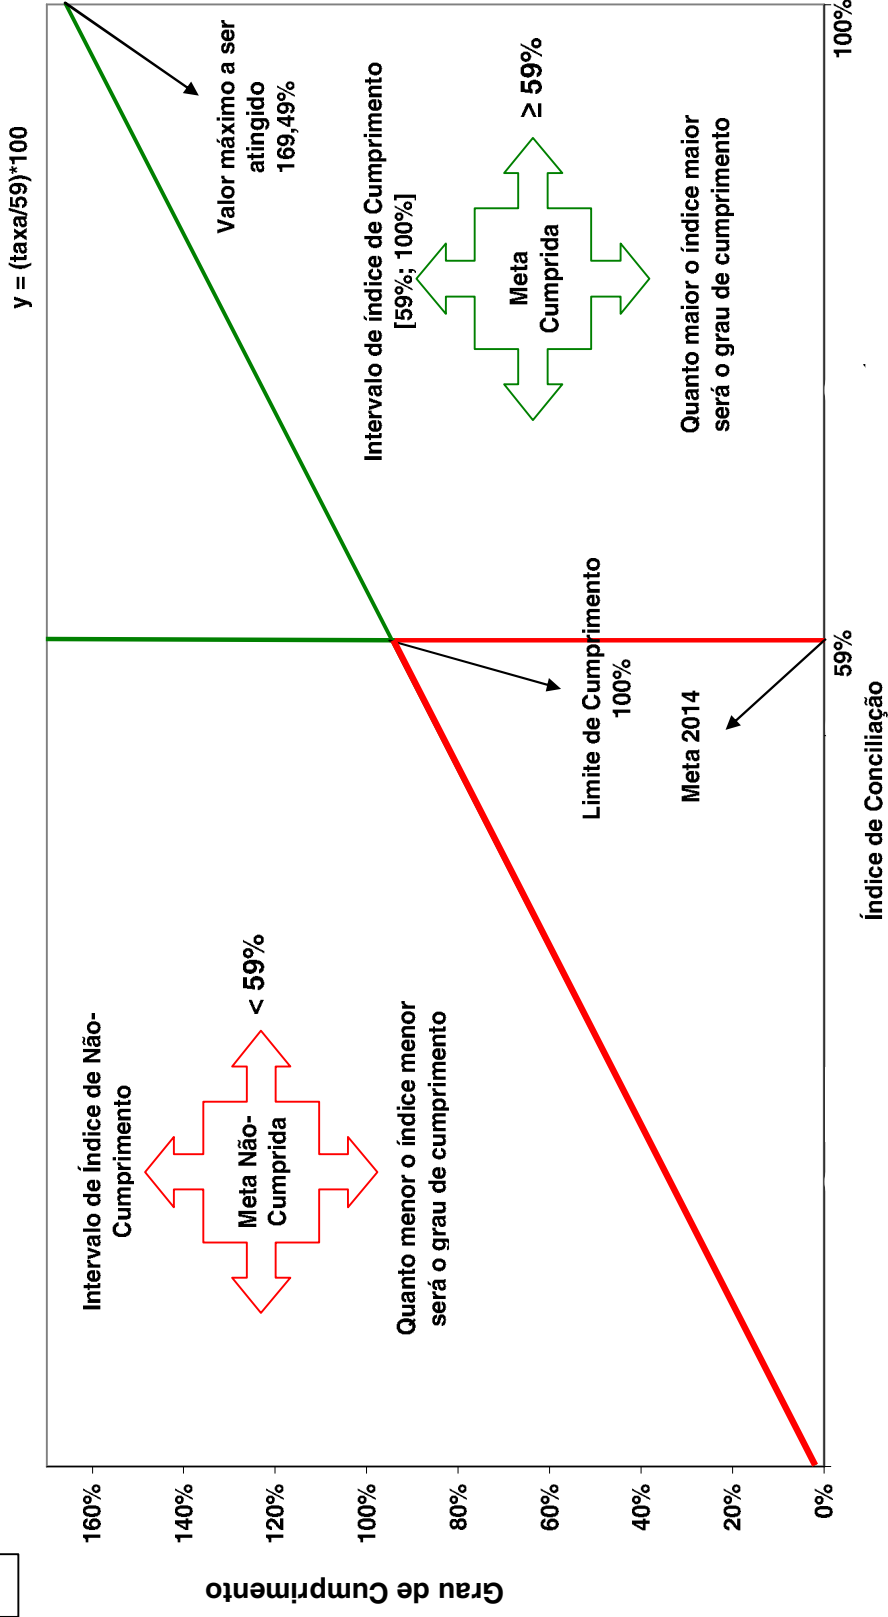 y = (taxa/59)*100
Valor máximo a ser
atingido
169,49%
Intervalo de Índice de Não-
Cumprimento
Meta Não-
Cumprida
< 59%
Quanto menor o índice menor
será o grau de cumprimento
Intervalo de índice de Cumprimento
[59%; 100%]
Meta
Cumprida
≥ 59%
Quanto maior o índice maior
será o grau de cumprimento
Limite de Cumprimento
100%
Meta 2014
Grau de Cumprimento
160%
140%
120%
100%
80%
60%
40%
20%
0%
59%
100%
Índice de Conciliação